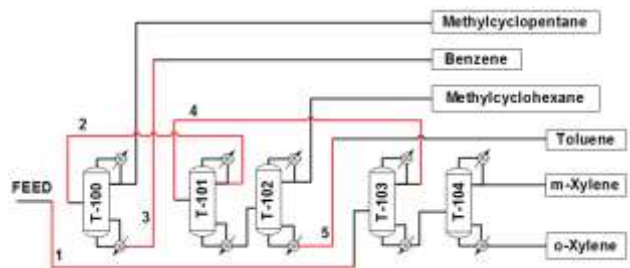 Methylcyclopentane
Benzene
4
Methylcyclohexane
2
Toluene
FEED
T-100
T-101
T-102
T-103
T-104
m-Xylene
3
5
o-Xylene
1